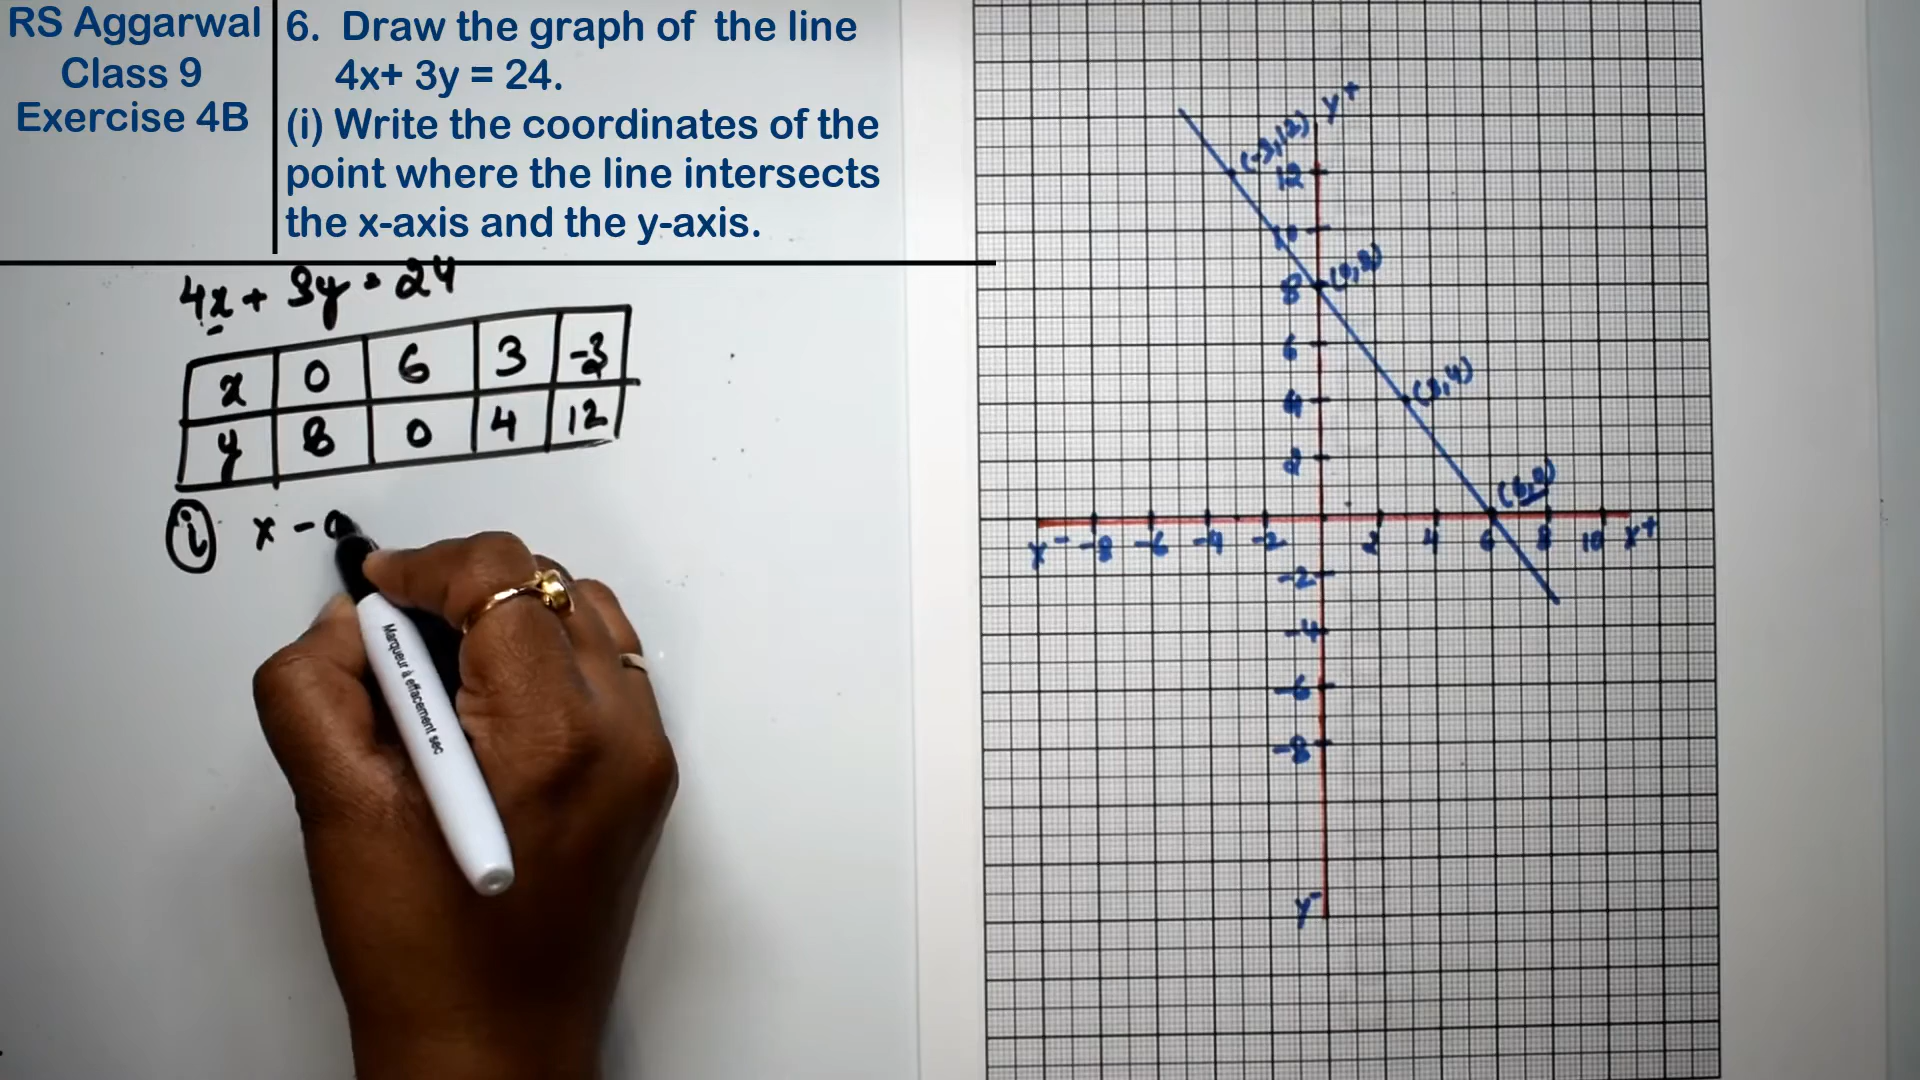 RS Aggarwal
Class 9
Exercise 4B
6. Draw the graph of the line
4x+ 3y = 24.
(i) Write the coordinates of the
point where the line intersects
the x-axis and the y-axis.
4x + 3y = 24
x 0 6 3 -3
y 8 0 4 12
(i) x - a
Marqueur à effacement sec
y+
(-3,12)
12
10
8 (0,8)
6
4 (3,4)
2
(6,0)
x- -8 -6 -4 -2 2 4 6 8 10 x+
-2
-4
-6
-8
y-